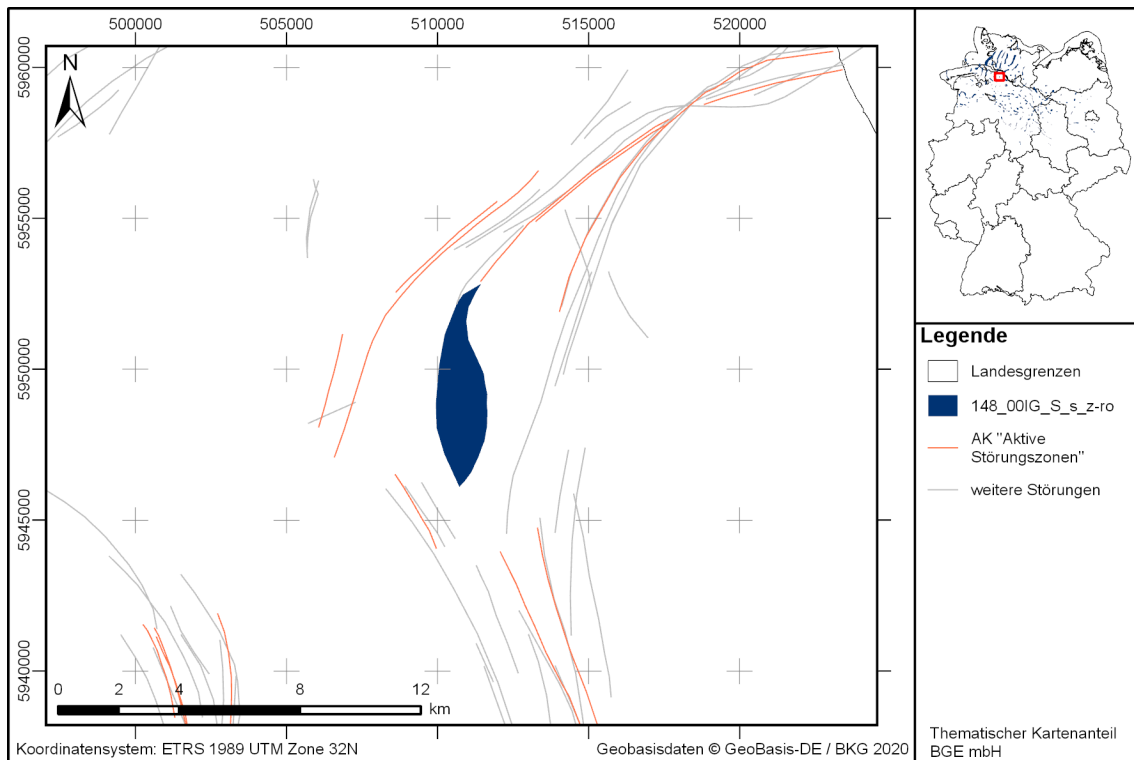 500000
505000
510000
515000
520000
5960000
5955000
5950000
5945000
5940000
N
0
2
4
8
12
km
Koordinatensystem: ETRS 1989 UTM Zone 32N
Geobasisdaten © GeoBasis-DE / BKG 2020
Legende
Landesgrenzen
148_00IG_S_s_z-ro
AK "Aktive
Störungszonen"
weitere Störungen
Thematischer Kartenanteil
BGE mbH